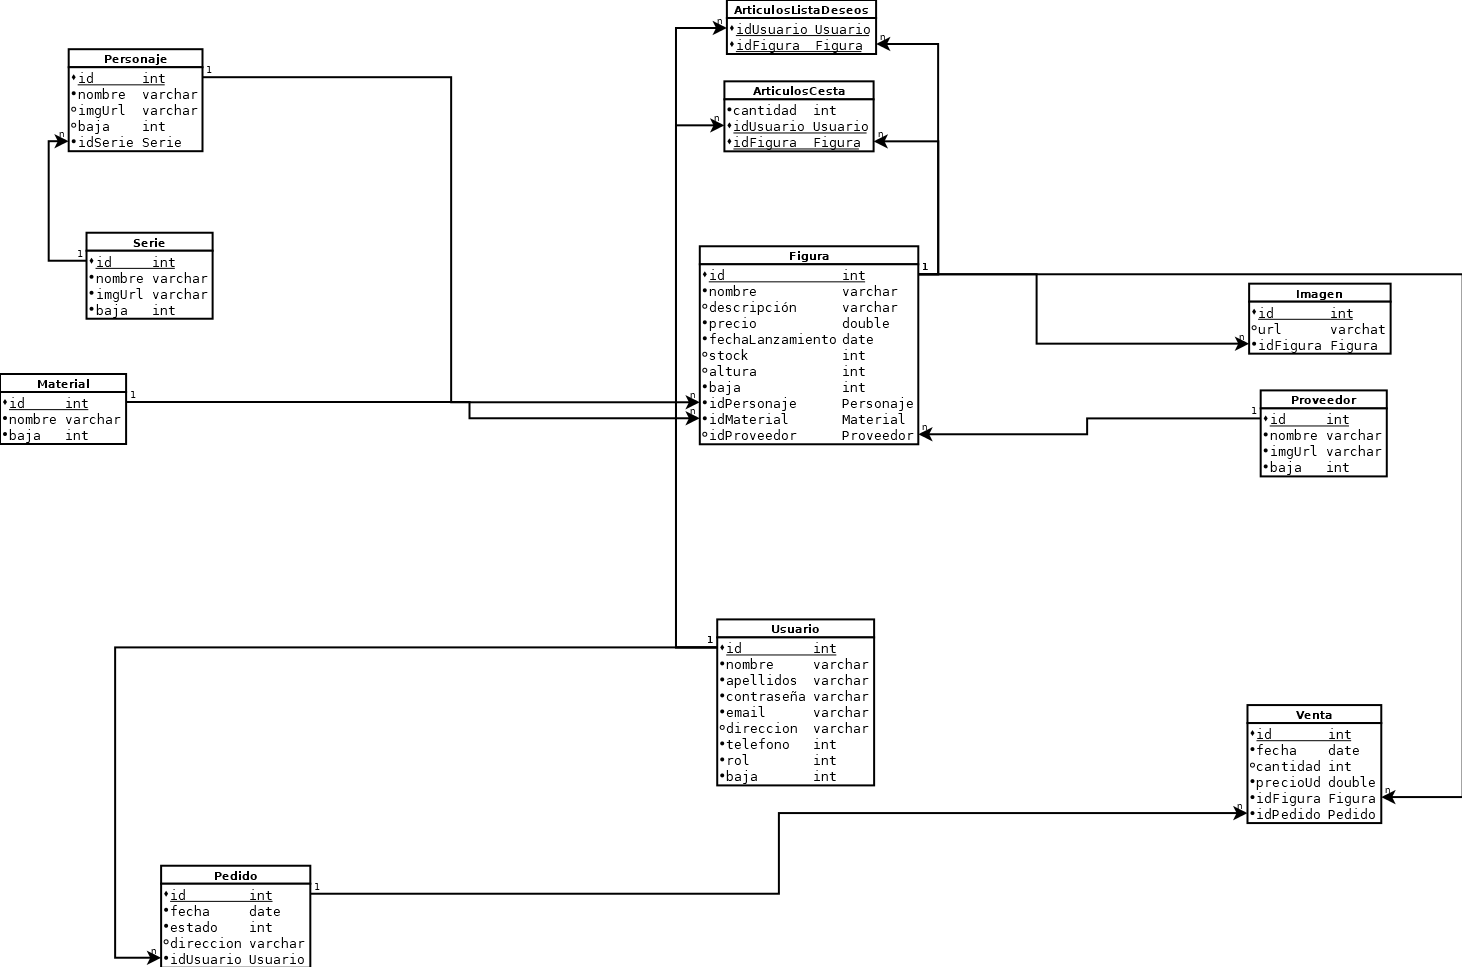 ArticulosListaDeseos
n
idUsuario Usuario
idFigura Figura
n
Personaje
1
id int
nombre varchar
imgUrl varchar
baja int
idSerie Serie
n
ArticulosCesta
cantidad int
idUsuario Usuario
idFigura Figura
n
n
Serie
1
id int
nombre varchar
imgUrl varchar
baja int
Figura
1
id int
nombre varchar
descripción varchar
precio double
fechaLanzamiento date
stock int
altura int
baja int
idPersonaje Personaje
idMaterial Material
idProveedor Proveedor
n
n
n
Imagen
id int
url varchat
idFigura Figura
n
Material
1
id int
nombre varchar
baja int
Proveedor
1
id int
nombre varchar
imgUrl varchar
baja int
Usuario
1
id int
nombre varchar
apellidos varchar
contraseña varchar
email varchar
direccion varchar
telefono int
rol int
baja int
Venta
id int
fecha date
cantidad int
precioUd double
idFigura Figura
idPedido Pedido
n
n
Pedido
1
id int
fecha date
estado int
direccion varchar
idUsuario Usuario
n